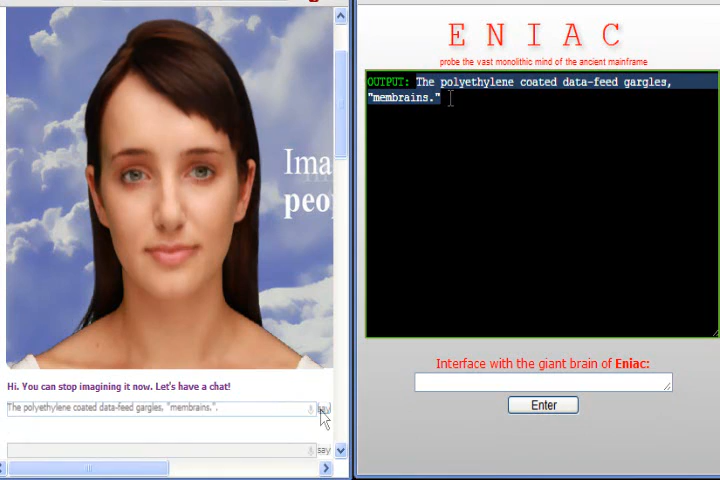 Ima
peop
Hi. You can stop imagining it now. Let's have a chat!
The polyethylene coated data-feed gargles, "membrains,".
say!
say!
E N I A C
probe the vast monolithic mind of the ancient mainframe
OUTPUT: The polyethylene coated data-feed gargles,
"membrains."
Interface with the giant brain of Eniac:
Enter